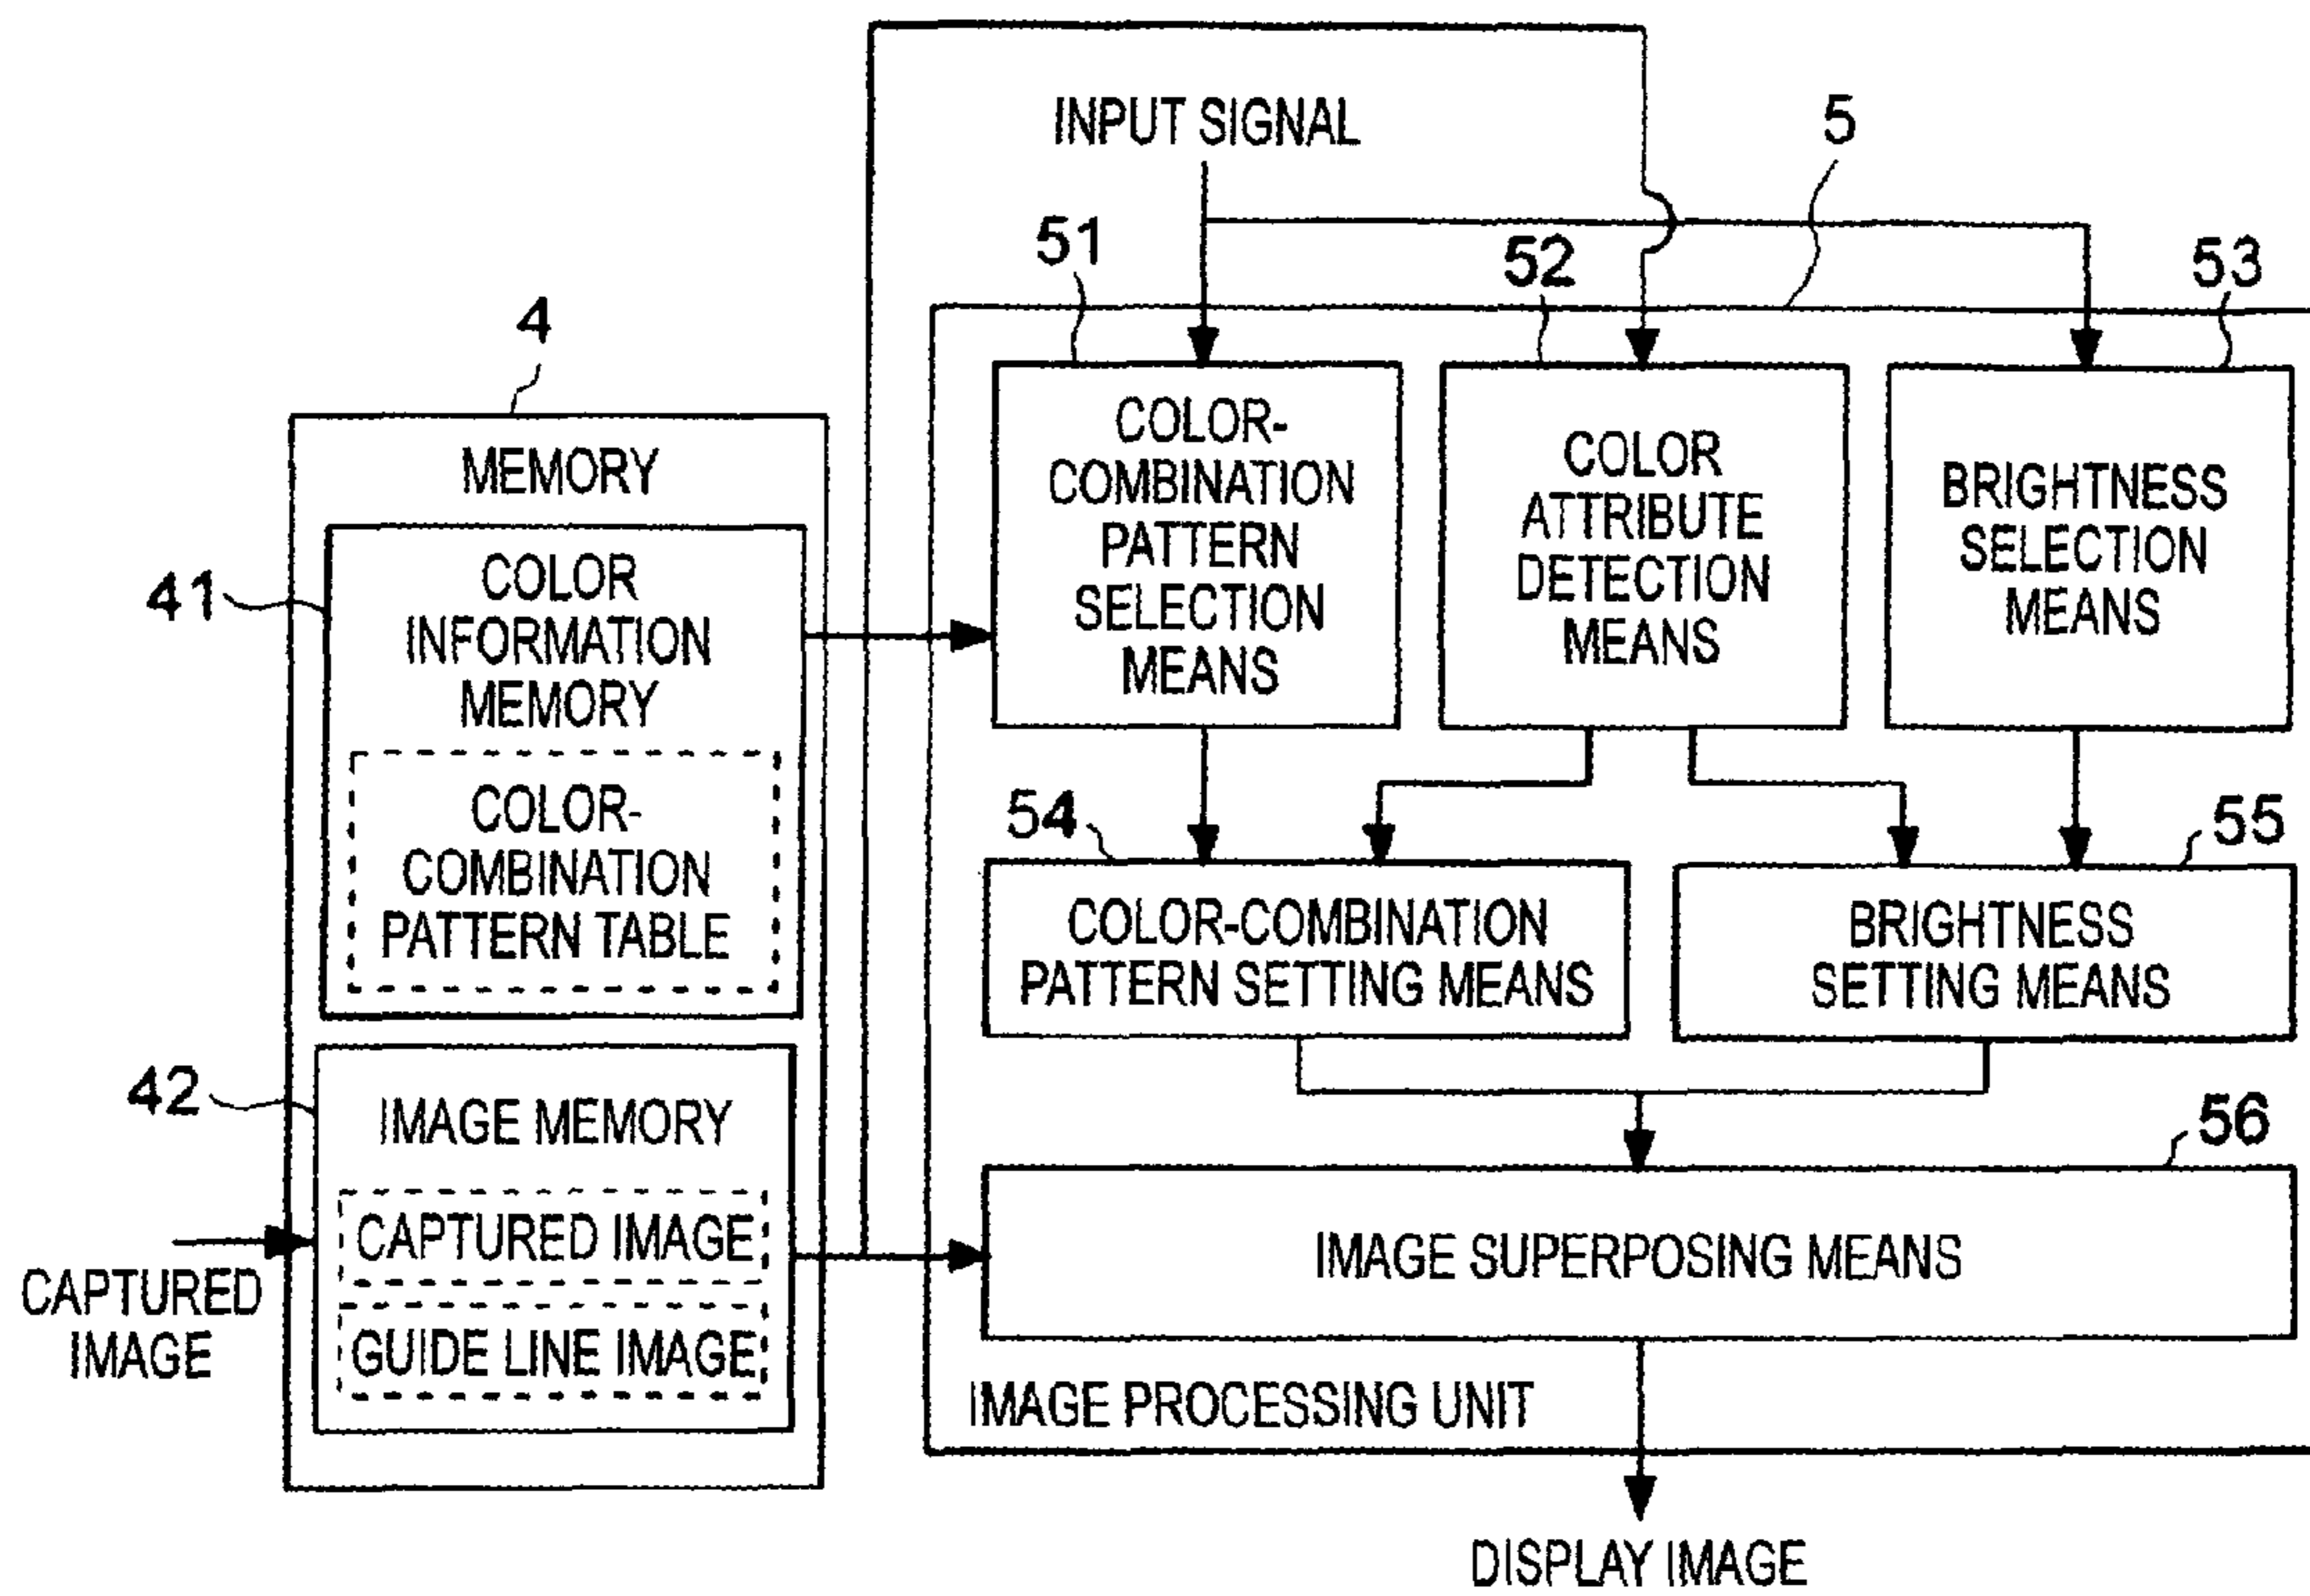 INPUT SIGNAL
5
51
52
53
4
MEMORY
41
COLOR
INFORMATION
MEMORY
COLOR-
COMBINATION
PATTERN TABLE
42
IMAGE MEMORY
CAPTURED IMAGE
GUIDE LINE IMAGE
CAPTURED
IMAGE
COLOR-
COMBINATION
PATTERN
SELECTION
MEANS
COLOR
ATTRIBUTE
DETECTION
MEANS
BRIGHTNESS
SELECTION
MEANS
54
COLOR-COMBINATION
PATTERN SETTING MEANS
55
BRIGHTNESS
SETTING MEANS
56
IMAGE SUPERPOSING MEANS
IMAGE PROCESSING UNIT
DISPLAY IMAGE